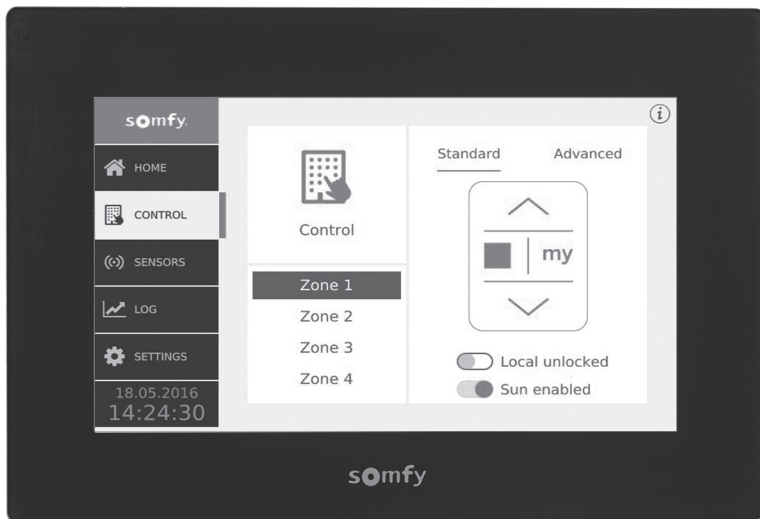 somfy.
HOME
CONTROL
SENSORS
LOG
SETTINGS
18.05.2016
14:24:30
Control
Zone 1
Zone 2
Zone 3
Zone 4
i
Standard
Advanced
my
Local unlocked
Sun enabled
somfy